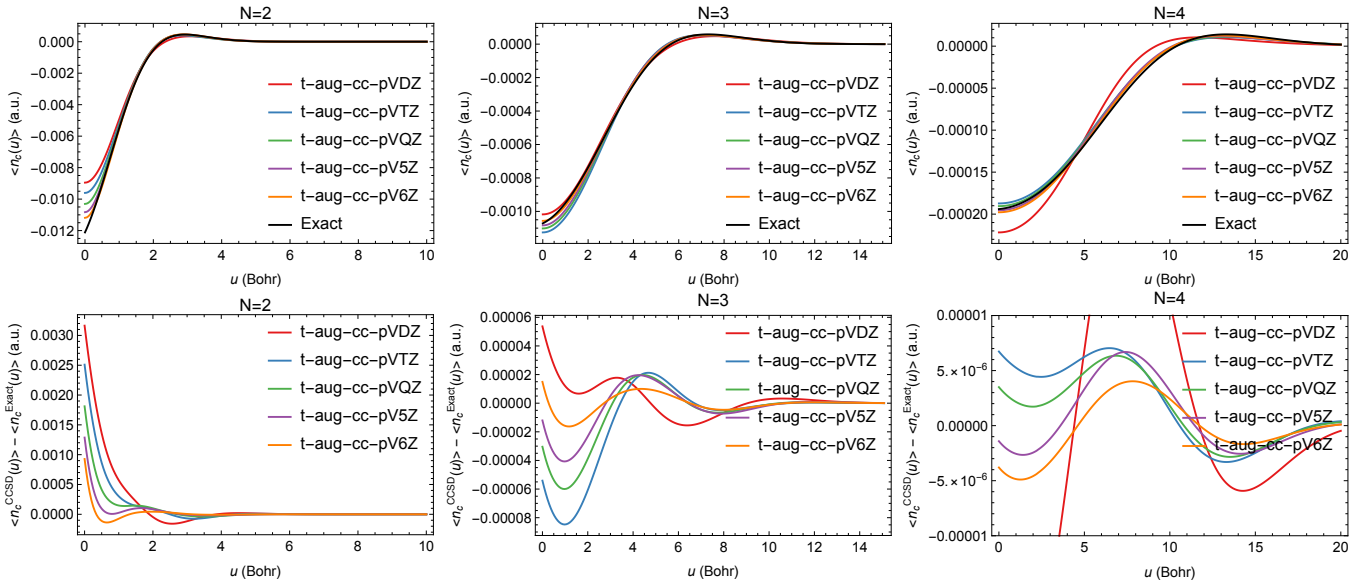 N=2
0.000
−0.002
−0.004
−0.006
−0.008
−0.010
−0.012
<n_c(u)> (a.u.)
t−aug−cc−pVDZ
t−aug−cc−pVTZ
t−aug−cc−pVQZ
t−aug−cc−pV5Z
t−aug−cc−pV6Z
Exact
0 2 4 6 8 10
u (Bohr)
N=3
0.0000
−0.0002
−0.0004
−0.0006
−0.0008
−0.0010
<n_c(u)> (a.u.)
t−aug−cc−pVDZ
t−aug−cc−pVTZ
t−aug−cc−pVQZ
t−aug−cc−pV5Z
t−aug−cc−pV6Z
Exact
0 2 4 6 8 10 12 14
u (Bohr)
N=4
0.00000
−0.00005
−0.00010
−0.00015
−0.00020
<n_c(u)> (a.u.)
t−aug−cc−pVDZ
t−aug−cc−pVTZ
t−aug−cc−pVQZ
t−aug−cc−pV5Z
t−aug−cc−pV6Z
Exact
0 5 10 15 20
u (Bohr)
N=2
0.0030
0.0025
0.0020
0.0015
0.0010
0.0005
0.0000
<n_c^CCSD(u)> − <n_c^Exact(u)> (a.u.)
t−aug−cc−pVDZ
t−aug−cc−pVTZ
t−aug−cc−pVQZ
t−aug−cc−pV5Z
t−aug−cc−pV6Z
0 2 4 6 8 10
u (Bohr)
N=3
0.00006
0.00004
0.00002
0.00000
−0.00002
−0.00004
−0.00006
−0.00008
<n_c^CCSD(u)> − <n_c^Exact(u)> (a.u.)
t−aug−cc−pVDZ
t−aug−cc−pVTZ
t−aug−cc−pVQZ
t−aug−cc−pV5Z
t−aug−cc−pV6Z
0 2 4 6 8 10 12 14
u (Bohr)
N=4
0.00001
5.×10⁻⁶
0.00000
−5.×10⁻⁶
−0.00001
<n_c^CCSD(u)> − <n_c^Exact(u)> (a.u.)
t−aug−cc−pVDZ
t−aug−cc−pVTZ
t−aug−cc−pVQZ
t−aug−cc−pV5Z
t−aug−cc−pV6Z
0 5 10 15 20
u (Bohr)